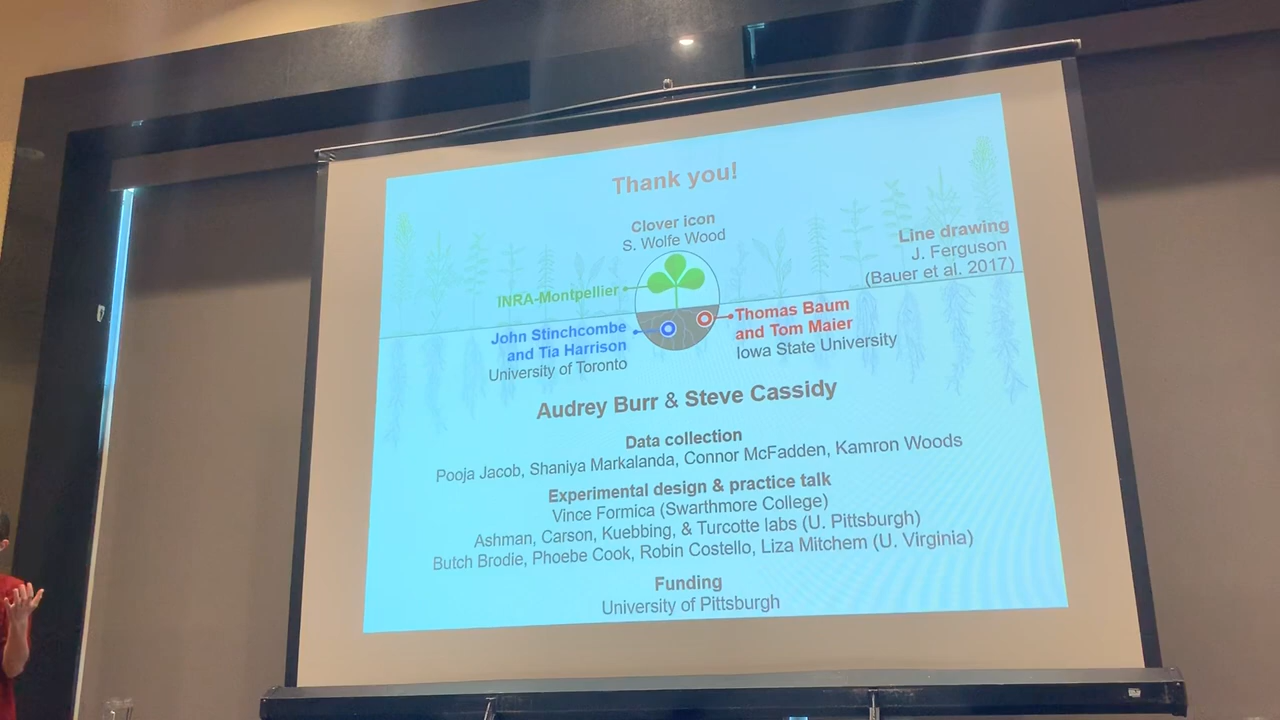 Thank you!
Clover icon
S. Wolfe Wood
Line drawing
J. Ferguson
(Bauer et al. 2017)
INRA-Montpellier
John Stinchcombe
and Tia Harrison
University of Toronto
Thomas Baum
and Tom Maier
Iowa State University
Audrey Burr & Steve Cassidy
Data collection
Pooja Jacob, Shaniya Markalanda, Connor McFadden, Kamron Woods
Experimental design & practice talk
Vince Formica (Swarthmore College)
Ashman, Carson, Kuebbing, & Turcotte labs (U. Pittsburgh)
Butch Brodie, Phoebe Cook, Robin Costello, Liza Mitchem (U. Virginia)
Funding
University of Pittsburgh